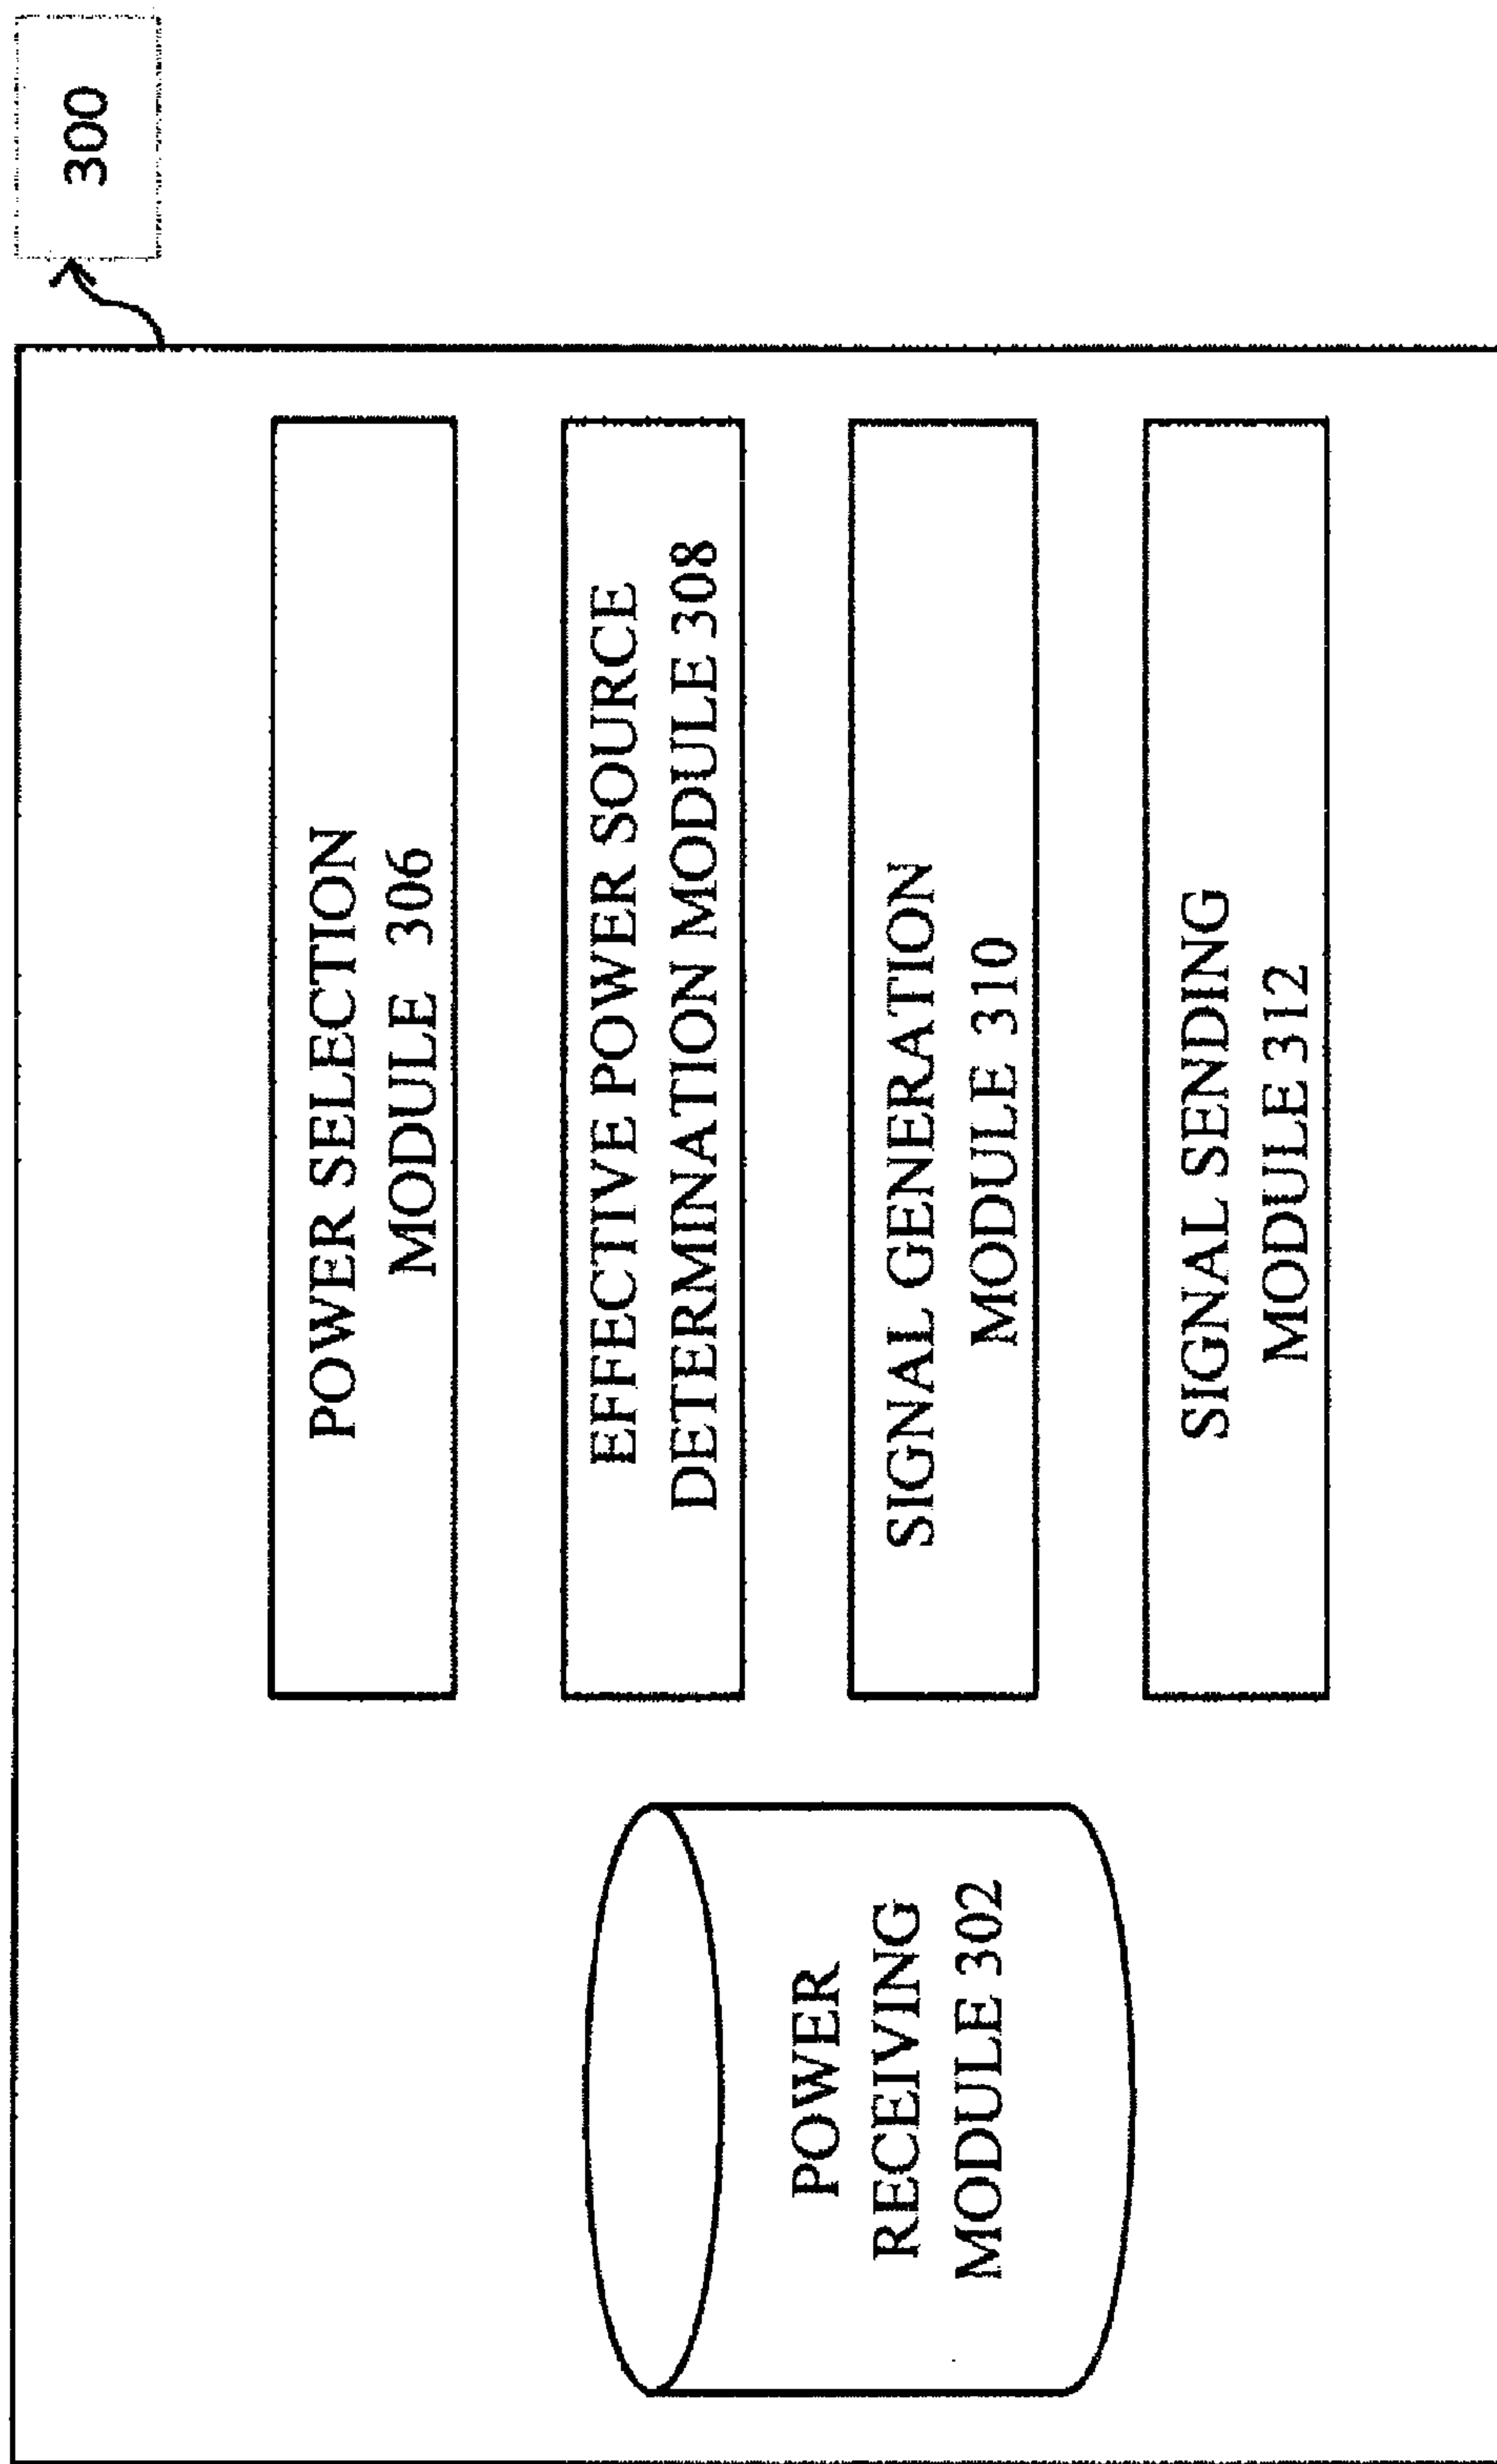 300
POWER
RECEIVING
MODULE 302
POWER SELECTION
MODULE 306
EFFECTIVE POWER SOURCE
DETERMINATION MODULE 308
SIGNAL GENERATION
MODULE 310
SIGNAL SENDING
MODULE 312